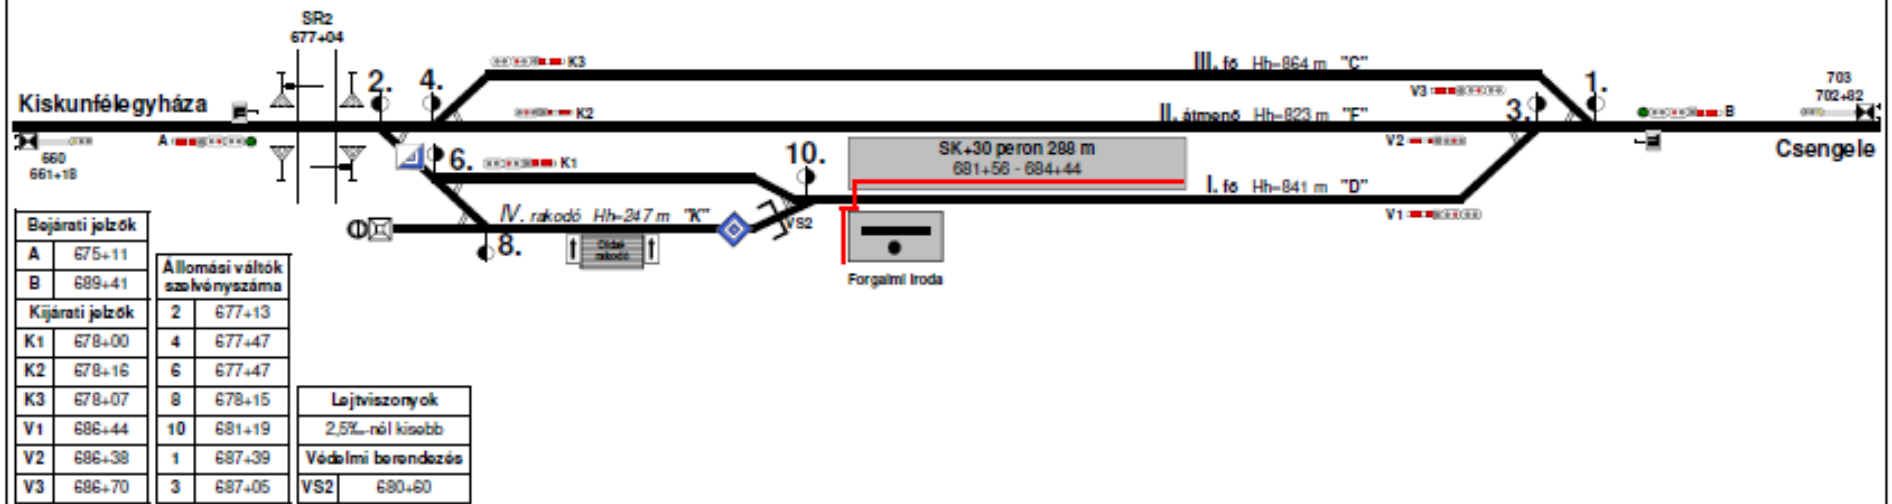 SR2
677+04
K3
III. fő Hh=864 m "C"
703
702+82
2.
4.
1.
Kiskunfélegyháza
V3
3.
K2
II. átmenő Hh=823 m "F"
B
A
660
661+18
6.
K1
10.
SK+30 peron 288 m
681+56 - 684+44
V2
Csengele
I. fő Hh=841 m "D"
V1
IV. rakodó Hh=247 m "K"
VS2
8.
Oldal
rakodó
Forgalmi Iroda
Bejárati jelzők
A 675+11
B 689+41
Kijárati jelzők
K1 678+00
K2 678+16
K3 678+07
V1 686+44
V2 686+38
V3 686+70
Állomási váltók
szelvényszáma
2 677+13
4 677+47
6 677+47
8 678+15
10 681+19
1 687+39
3 687+05
Lejtviszonyok
2,5‰-nél kisebb
Védelmi berendezés
VS2 680+60